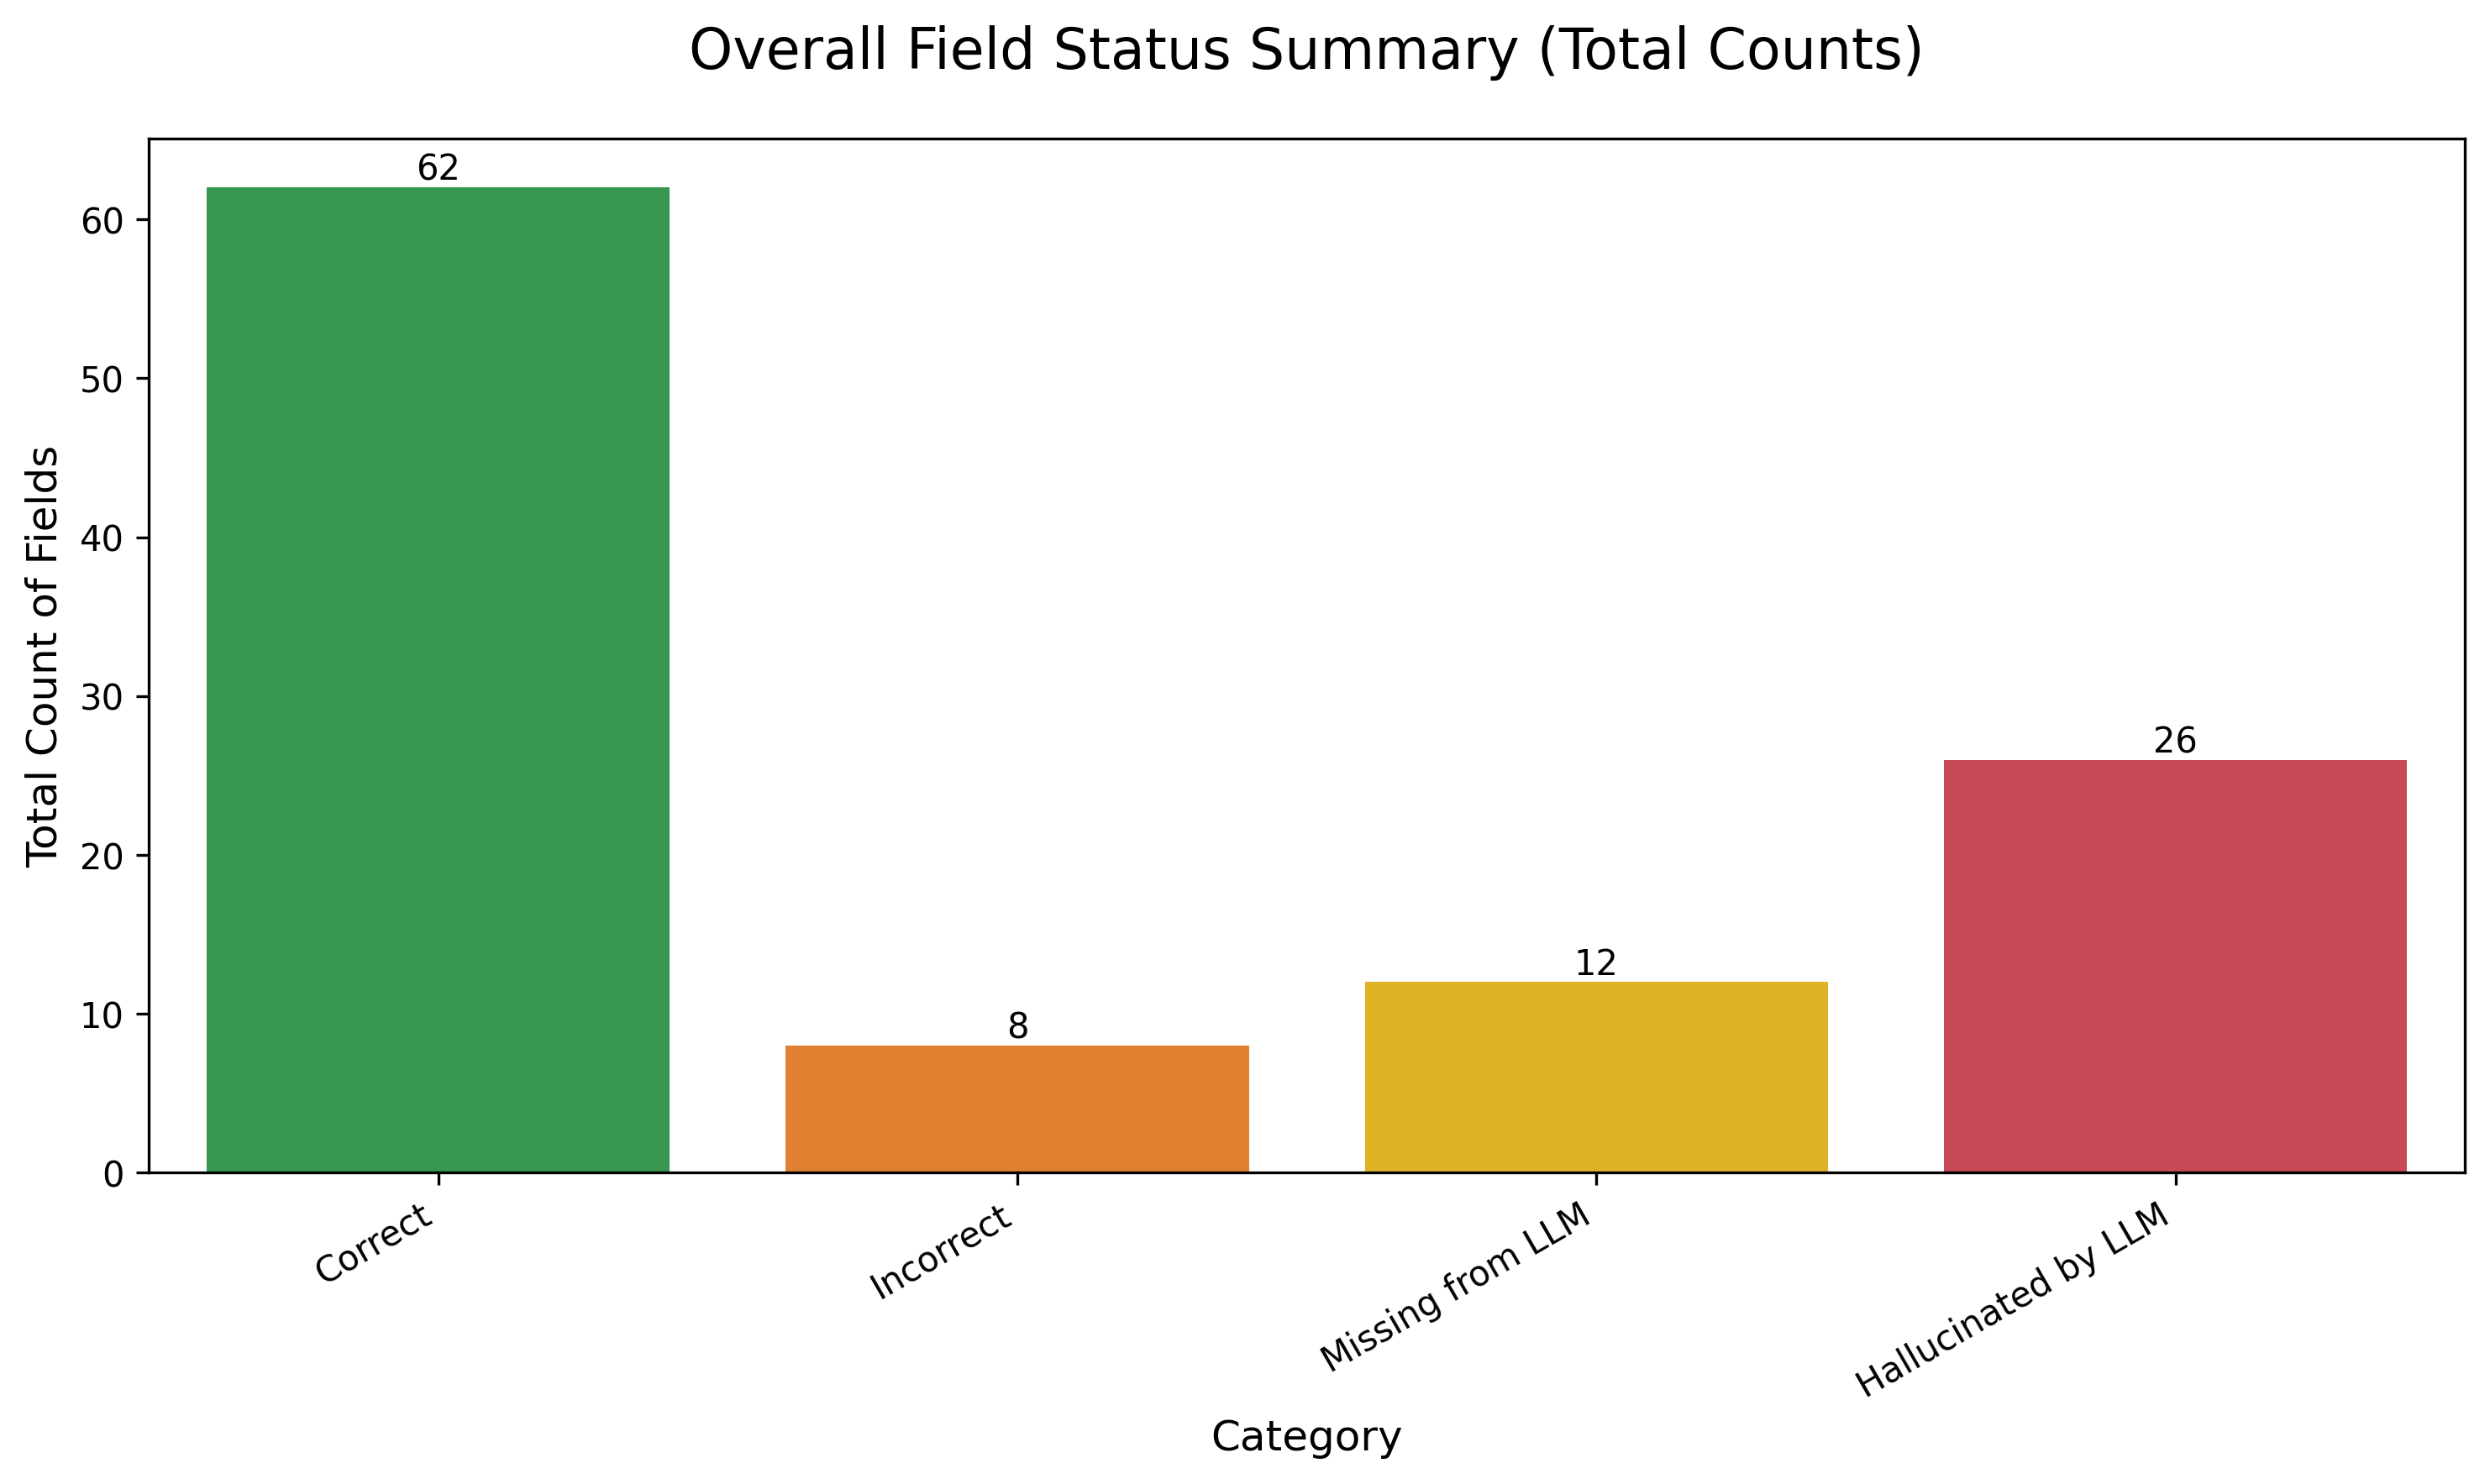 Overall Field Status Summary (Total Counts)
Total Count of Fields
60
50
40
30
20
10
0
62
8
12
26
Correct
Incorrect
Missing from LLM
Hallucinated by LLM
Category